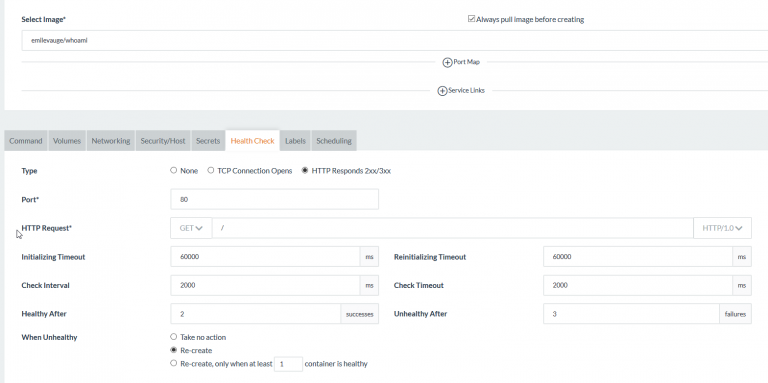 Select Image*
Always pull image before creating
emilevauge/whoami
Port Map
Service Links
Command Volumes Networking Security/Host Secrets Health Check Labels Scheduling
Type None TCP Connection Opens HTTP Responds 2xx/3xx
Port* 80
HTTP Request* GET / HTTP/1.0
Initializing Timeout 60000 ms Reinitializing Timeout 60000 ms
Check Interval 2000 ms Check Timeout 2000 ms
Healthy After 2 successes Unhealthy After 3 failures
When Unhealthy Take no action
Re-create
Re-create, only when at least 1 container is healthy